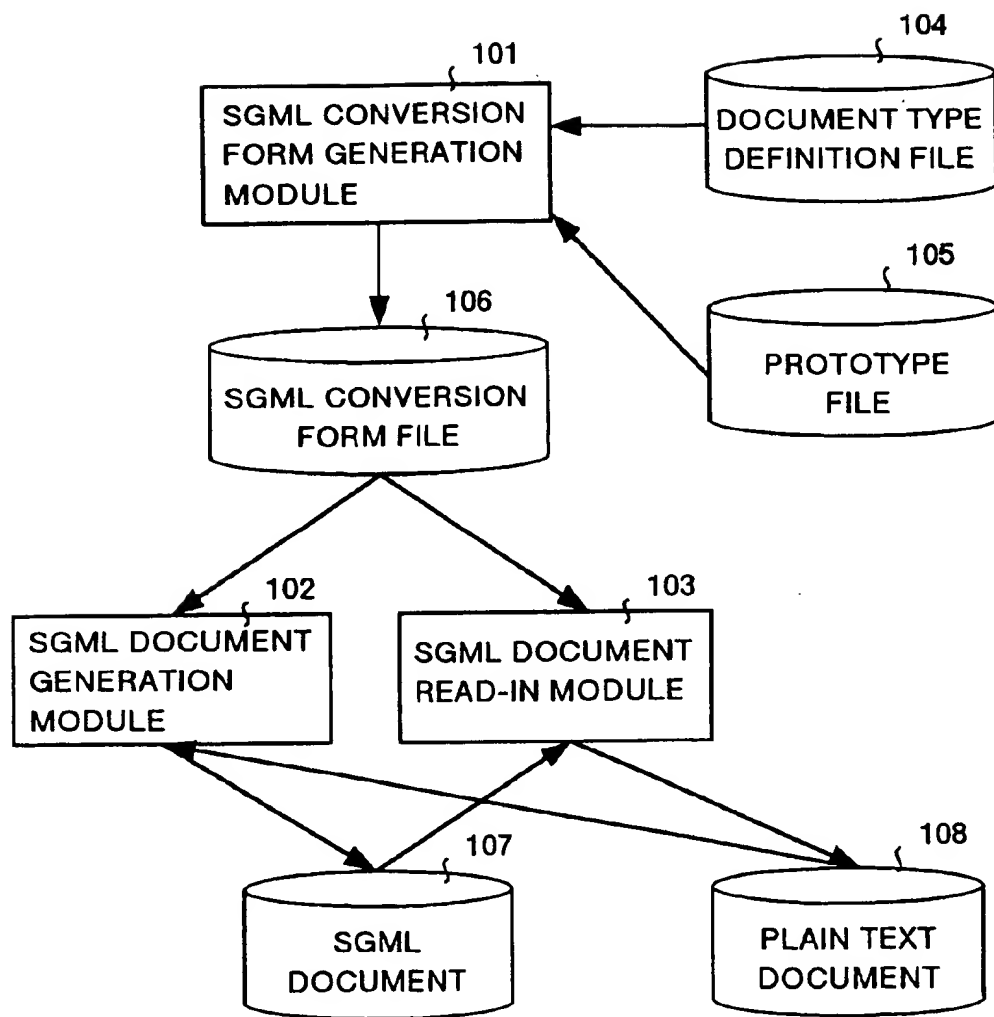 104
101
SGML CONVERSION
FORM GENERATION
MODULE
DOCUMENT TYPE
DEFINITION FILE
105
PROTOTYPE
FILE
106
SGML CONVERSION
FORM FILE
102
SGML DOCUMENT
GENERATION
MODULE
103
SGML DOCUMENT
READ-IN MODULE
107
SGML
DOCUMENT
108
PLAIN TEXT
DOCUMENT